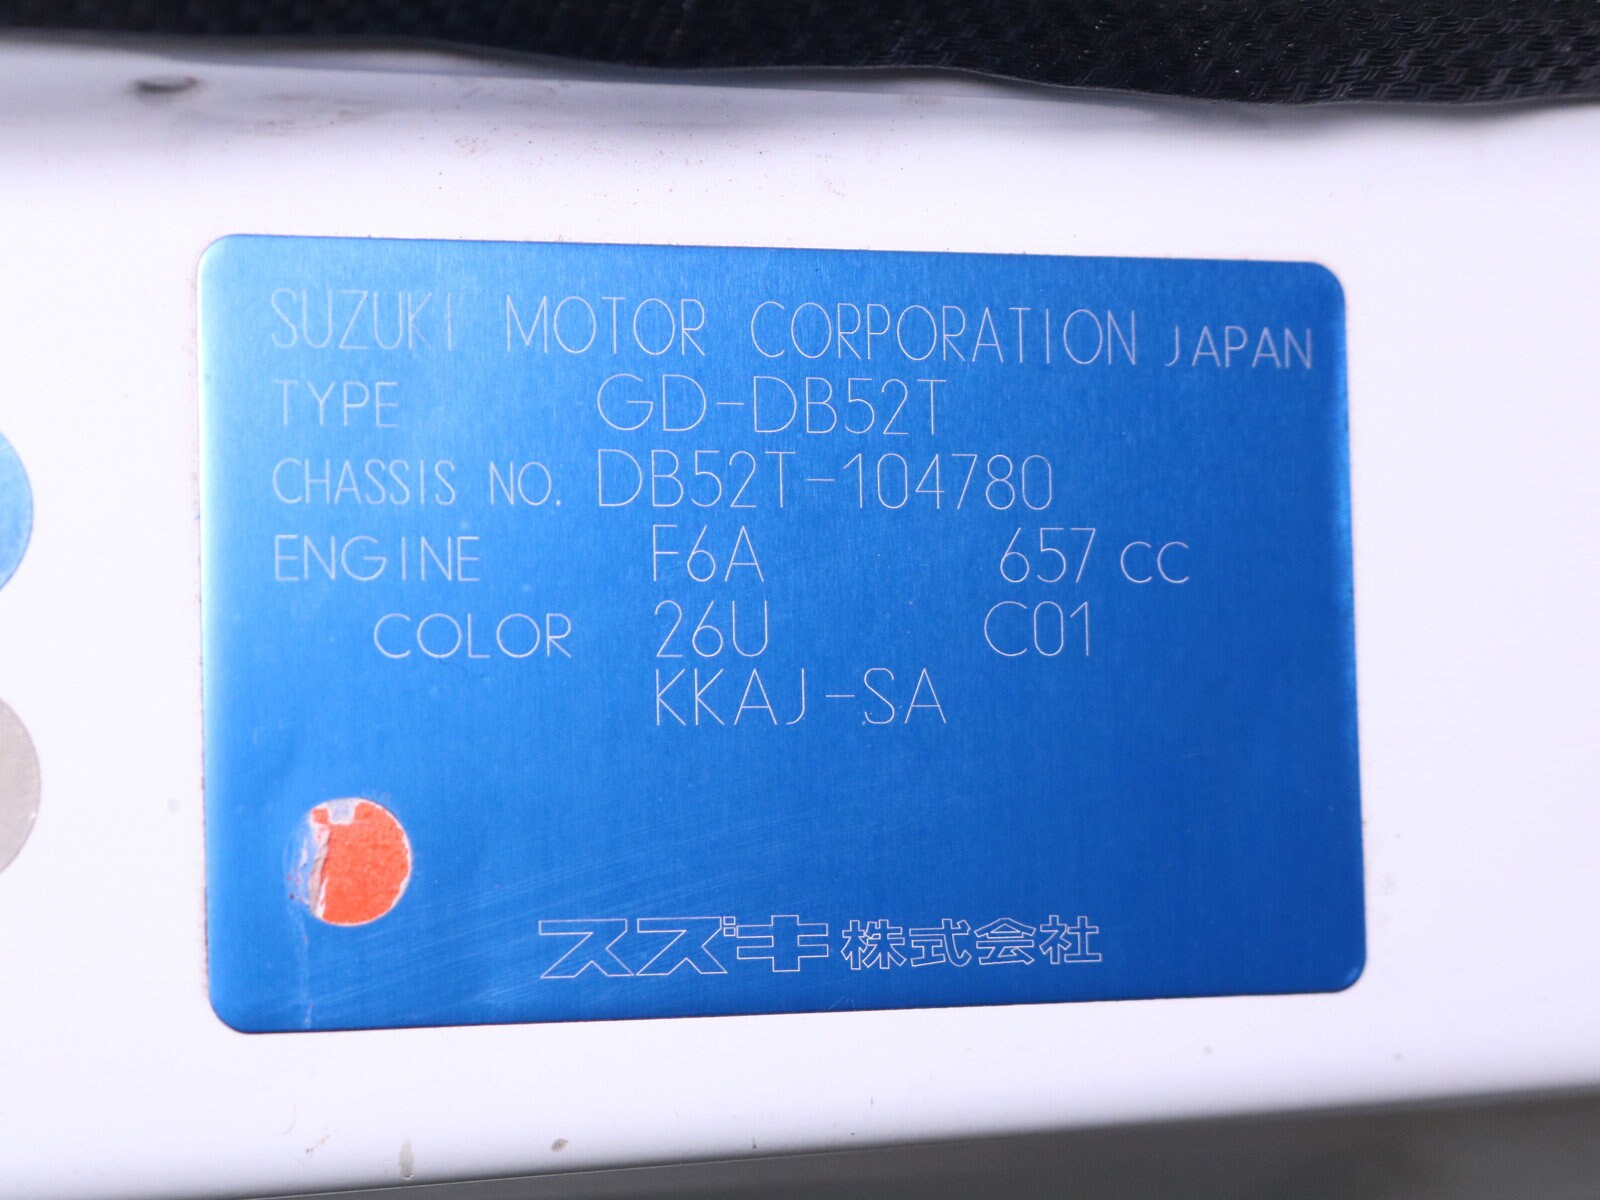 SUZUKI MOTOR CORPORATION JAPAN
TYPE GD-DB52T
CHASSIS NO. DB52T-104780
ENGINE F6A 657 cc
COLOR 26U C01
KKAJ-SA
スズキ株式会社